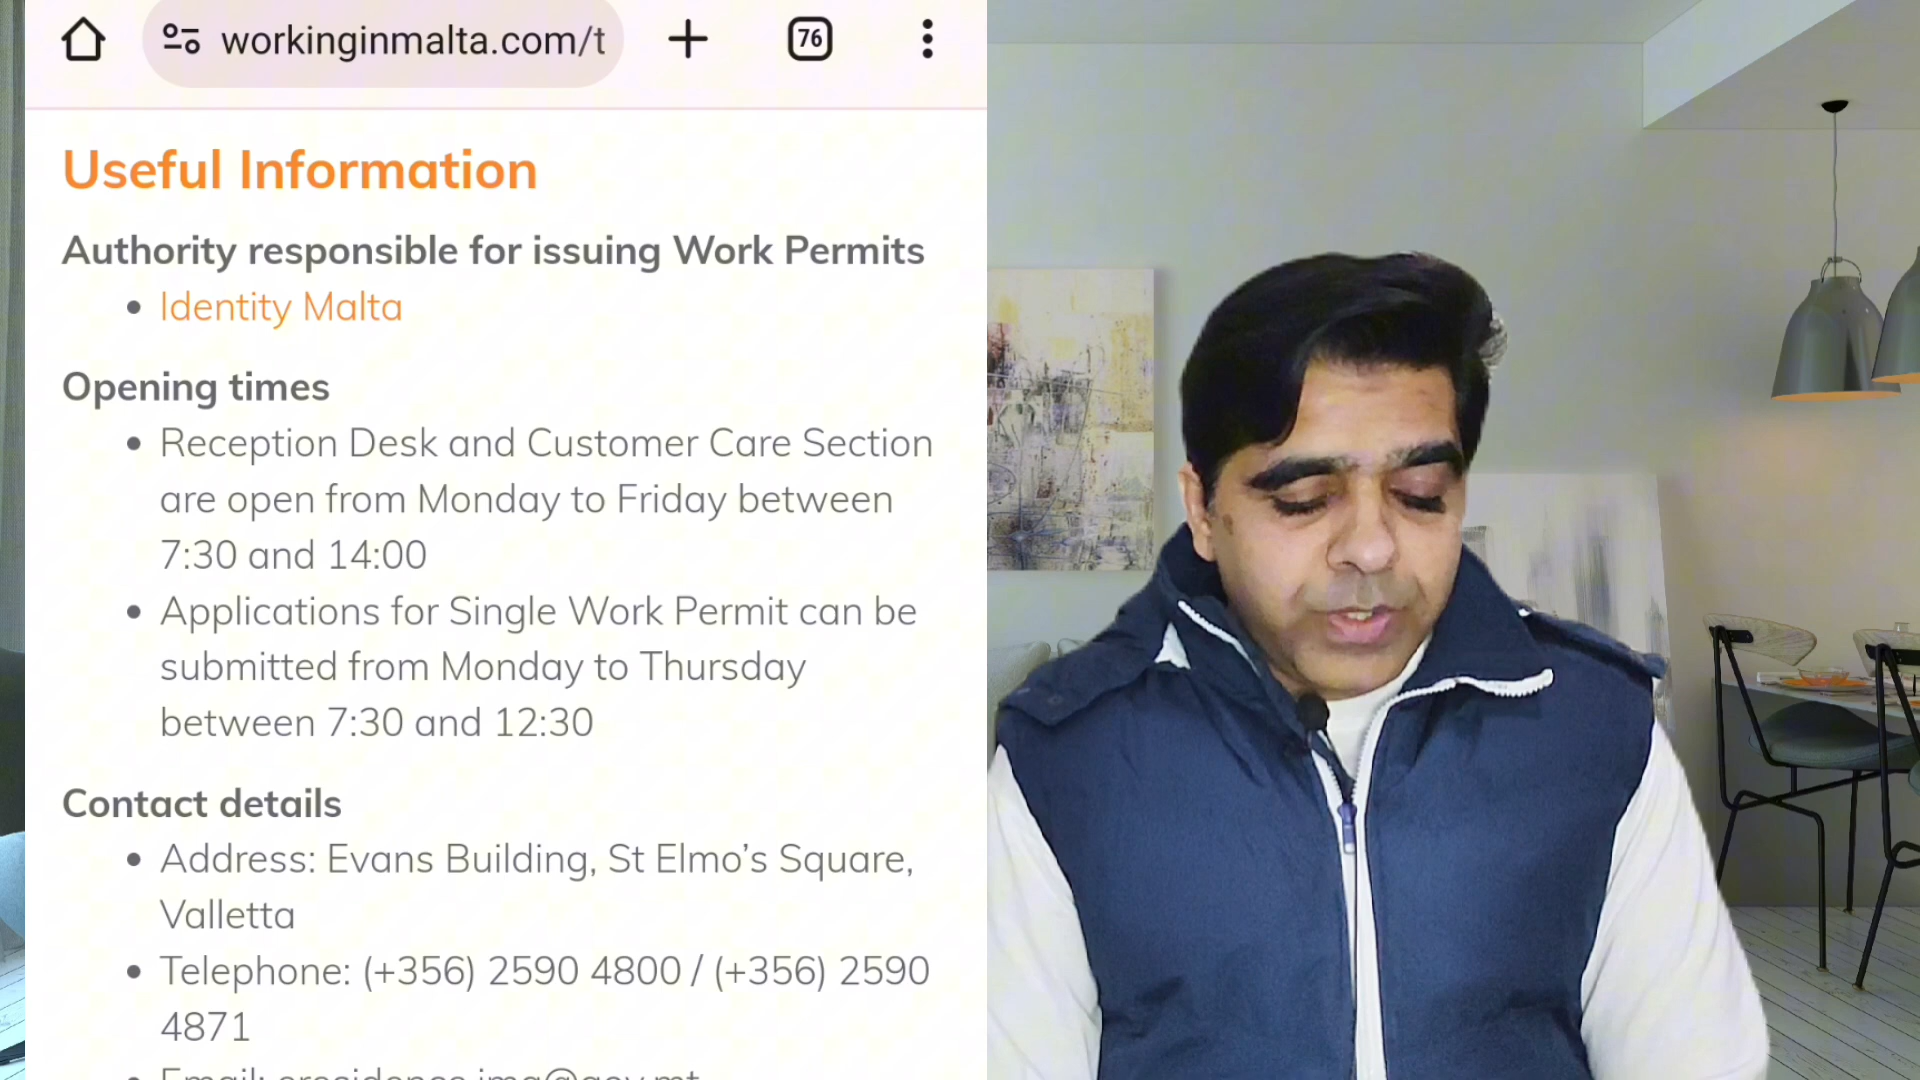 workinginmalta.com/t
76
Useful Information
Authority responsible for issuing Work Permits
Identity Malta
Opening times
Reception Desk and Customer Care Section
are open from Monday to Friday between
7:30 and 14:00
Applications for Single Work Permit can be
submitted from Monday to Thursday
between 7:30 and 12:30
Contact details
Address: Evans Building, St Elmo’s Square,
Valletta
Telephone: (+356) 2590 4800 / (+356) 2590
4871
Email: